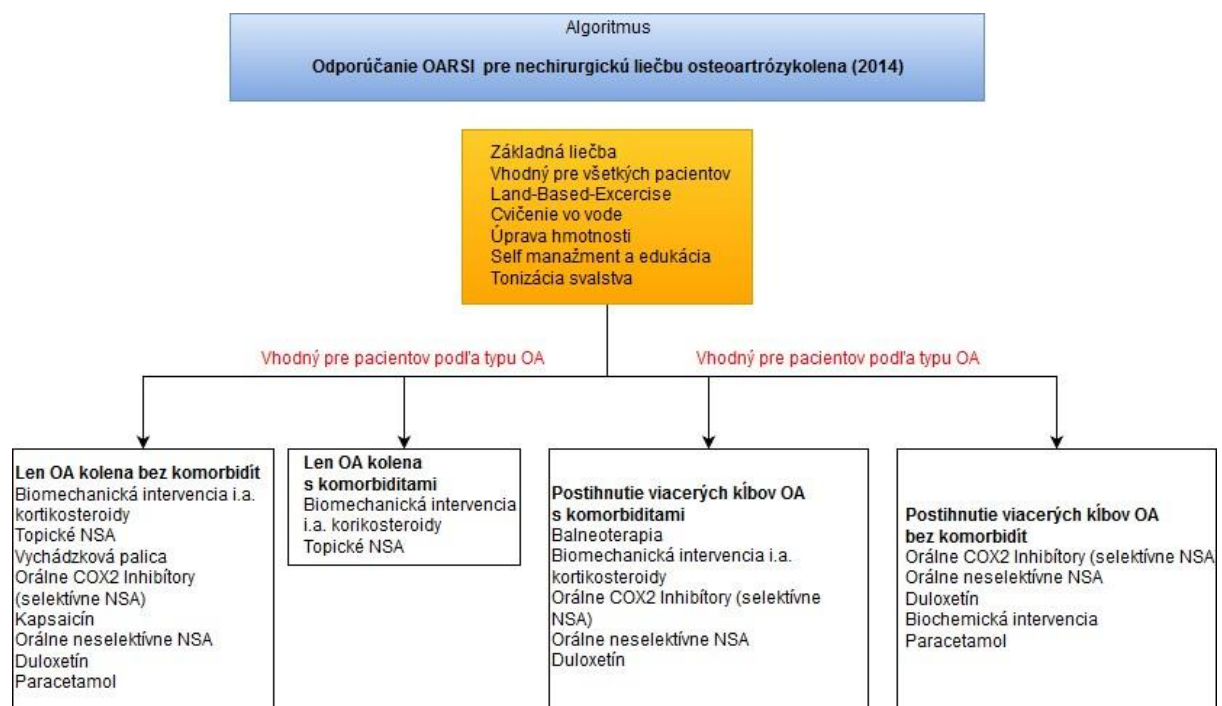 Algoritmus
Odporúčanie OARSI pre nechirurgickú liečbu osteoartrózykolena (2014)
Základná liečba
Vhodný pre všetkých pacientov
Land-Based-Excercise
Cvičenie vo vode
Úprava hmotnosti
Self manažment a edukácia
Tonizácia svalstva
Vhodný pre pacientov podľa typu OA
Vhodný pre pacientov podľa typu OA
Len OA kolena bez komorbidít
Biomechanická intervencia i.a.
kortikosteroidy
Topické NSA
Vychádzková palica
Orálne COX2 Inhibítory
(selektívne NSA)
Kapsaicín
Orálne neselektívne NSA
Duloxetín
Paracetamol
Len OA kolena
s komorbiditami
Biomechanická intervencia
i.a. korikosteroidy
Topické NSA
Postihnutie viacerých kĺbov OA
s komorbiditami
Balneoterapia
Biomechanická intervencia i.a.
kortikosteroidy
Orálne COX2 Inhibítory (selektívne
NSA)
Orálne neselektívne NSA
Duloxetín
Postihnutie viacerých kĺbov OA
bez komorbidít
Orálne COX2 Inhibítory (selektívne NSA
Orálne neselektívne NSA
Duloxetín
Biochemická intervencia
Paracetamol